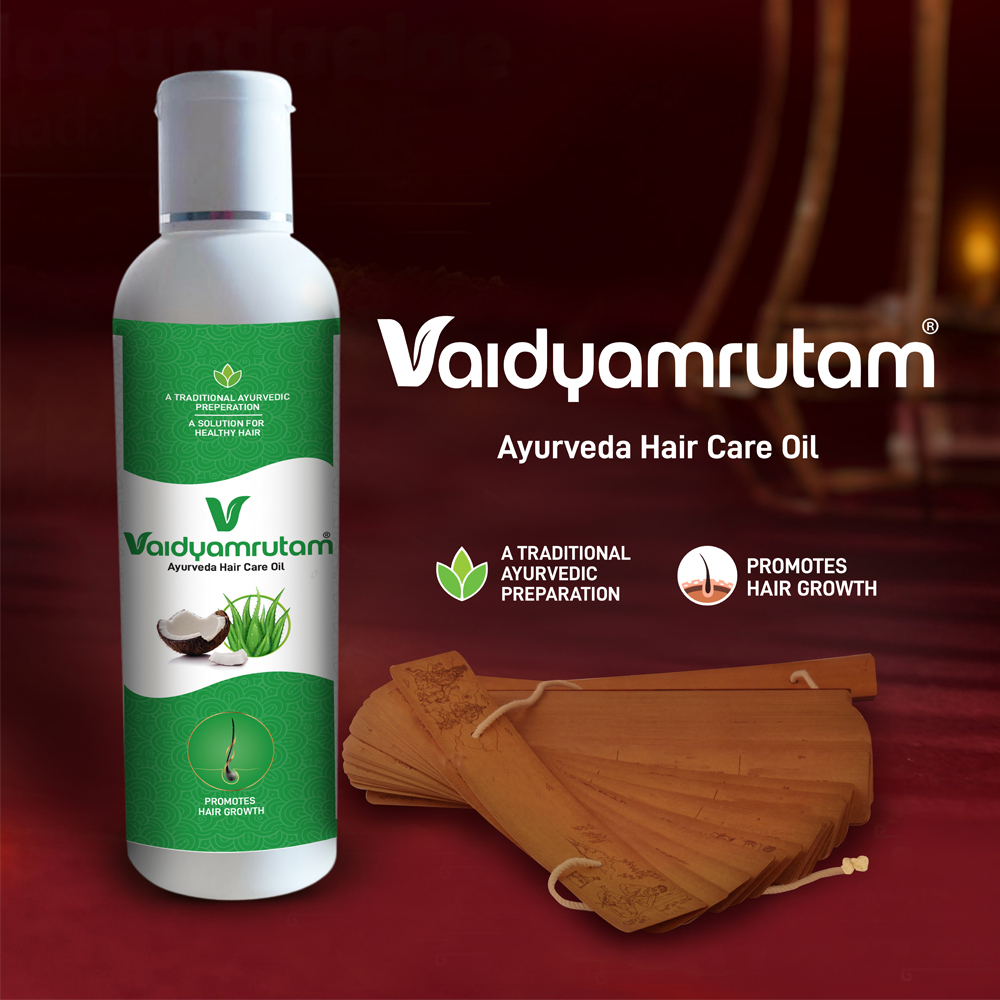 A TRADITIONAL AYURVEDIC
PREPERATION
A SOLUTION FOR
HEALTHY HAIR
V
Vaidyamrutam®
Ayurveda Hair Care Oil
PROMOTES
HAIR GROWTH
Vaidyamrutam®
Ayurveda Hair Care Oil
A TRADITIONAL
AYURVEDIC
PREPARATION
PROMOTES
HAIR GROWTH